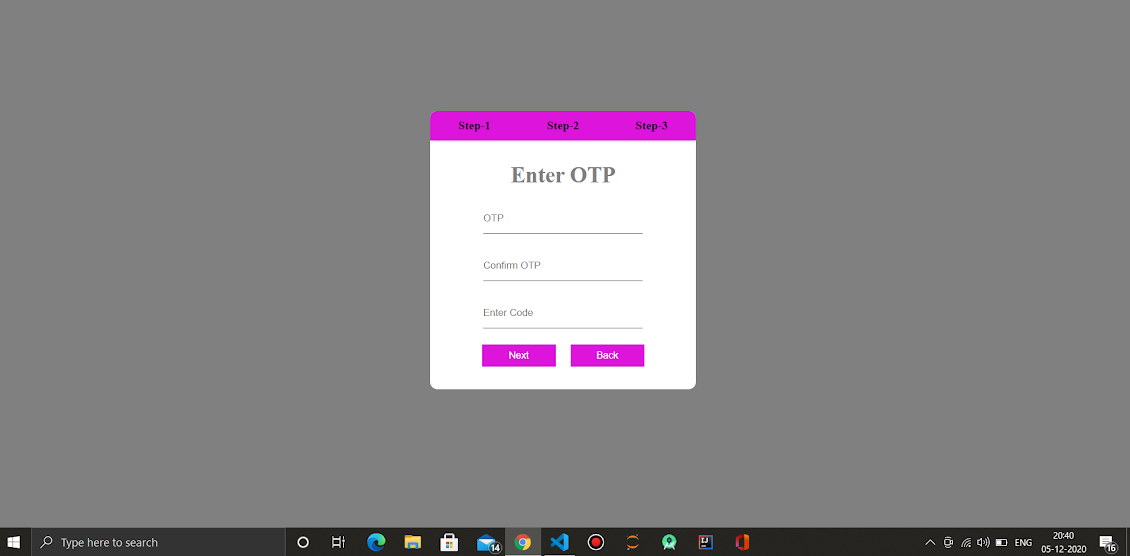 Step-1 Step-2 Step-3
Enter OTP
OTP
Confirm OTP
Enter Code
Next Back
Type here to search
14
ENG
20:40
05-12-2020
16